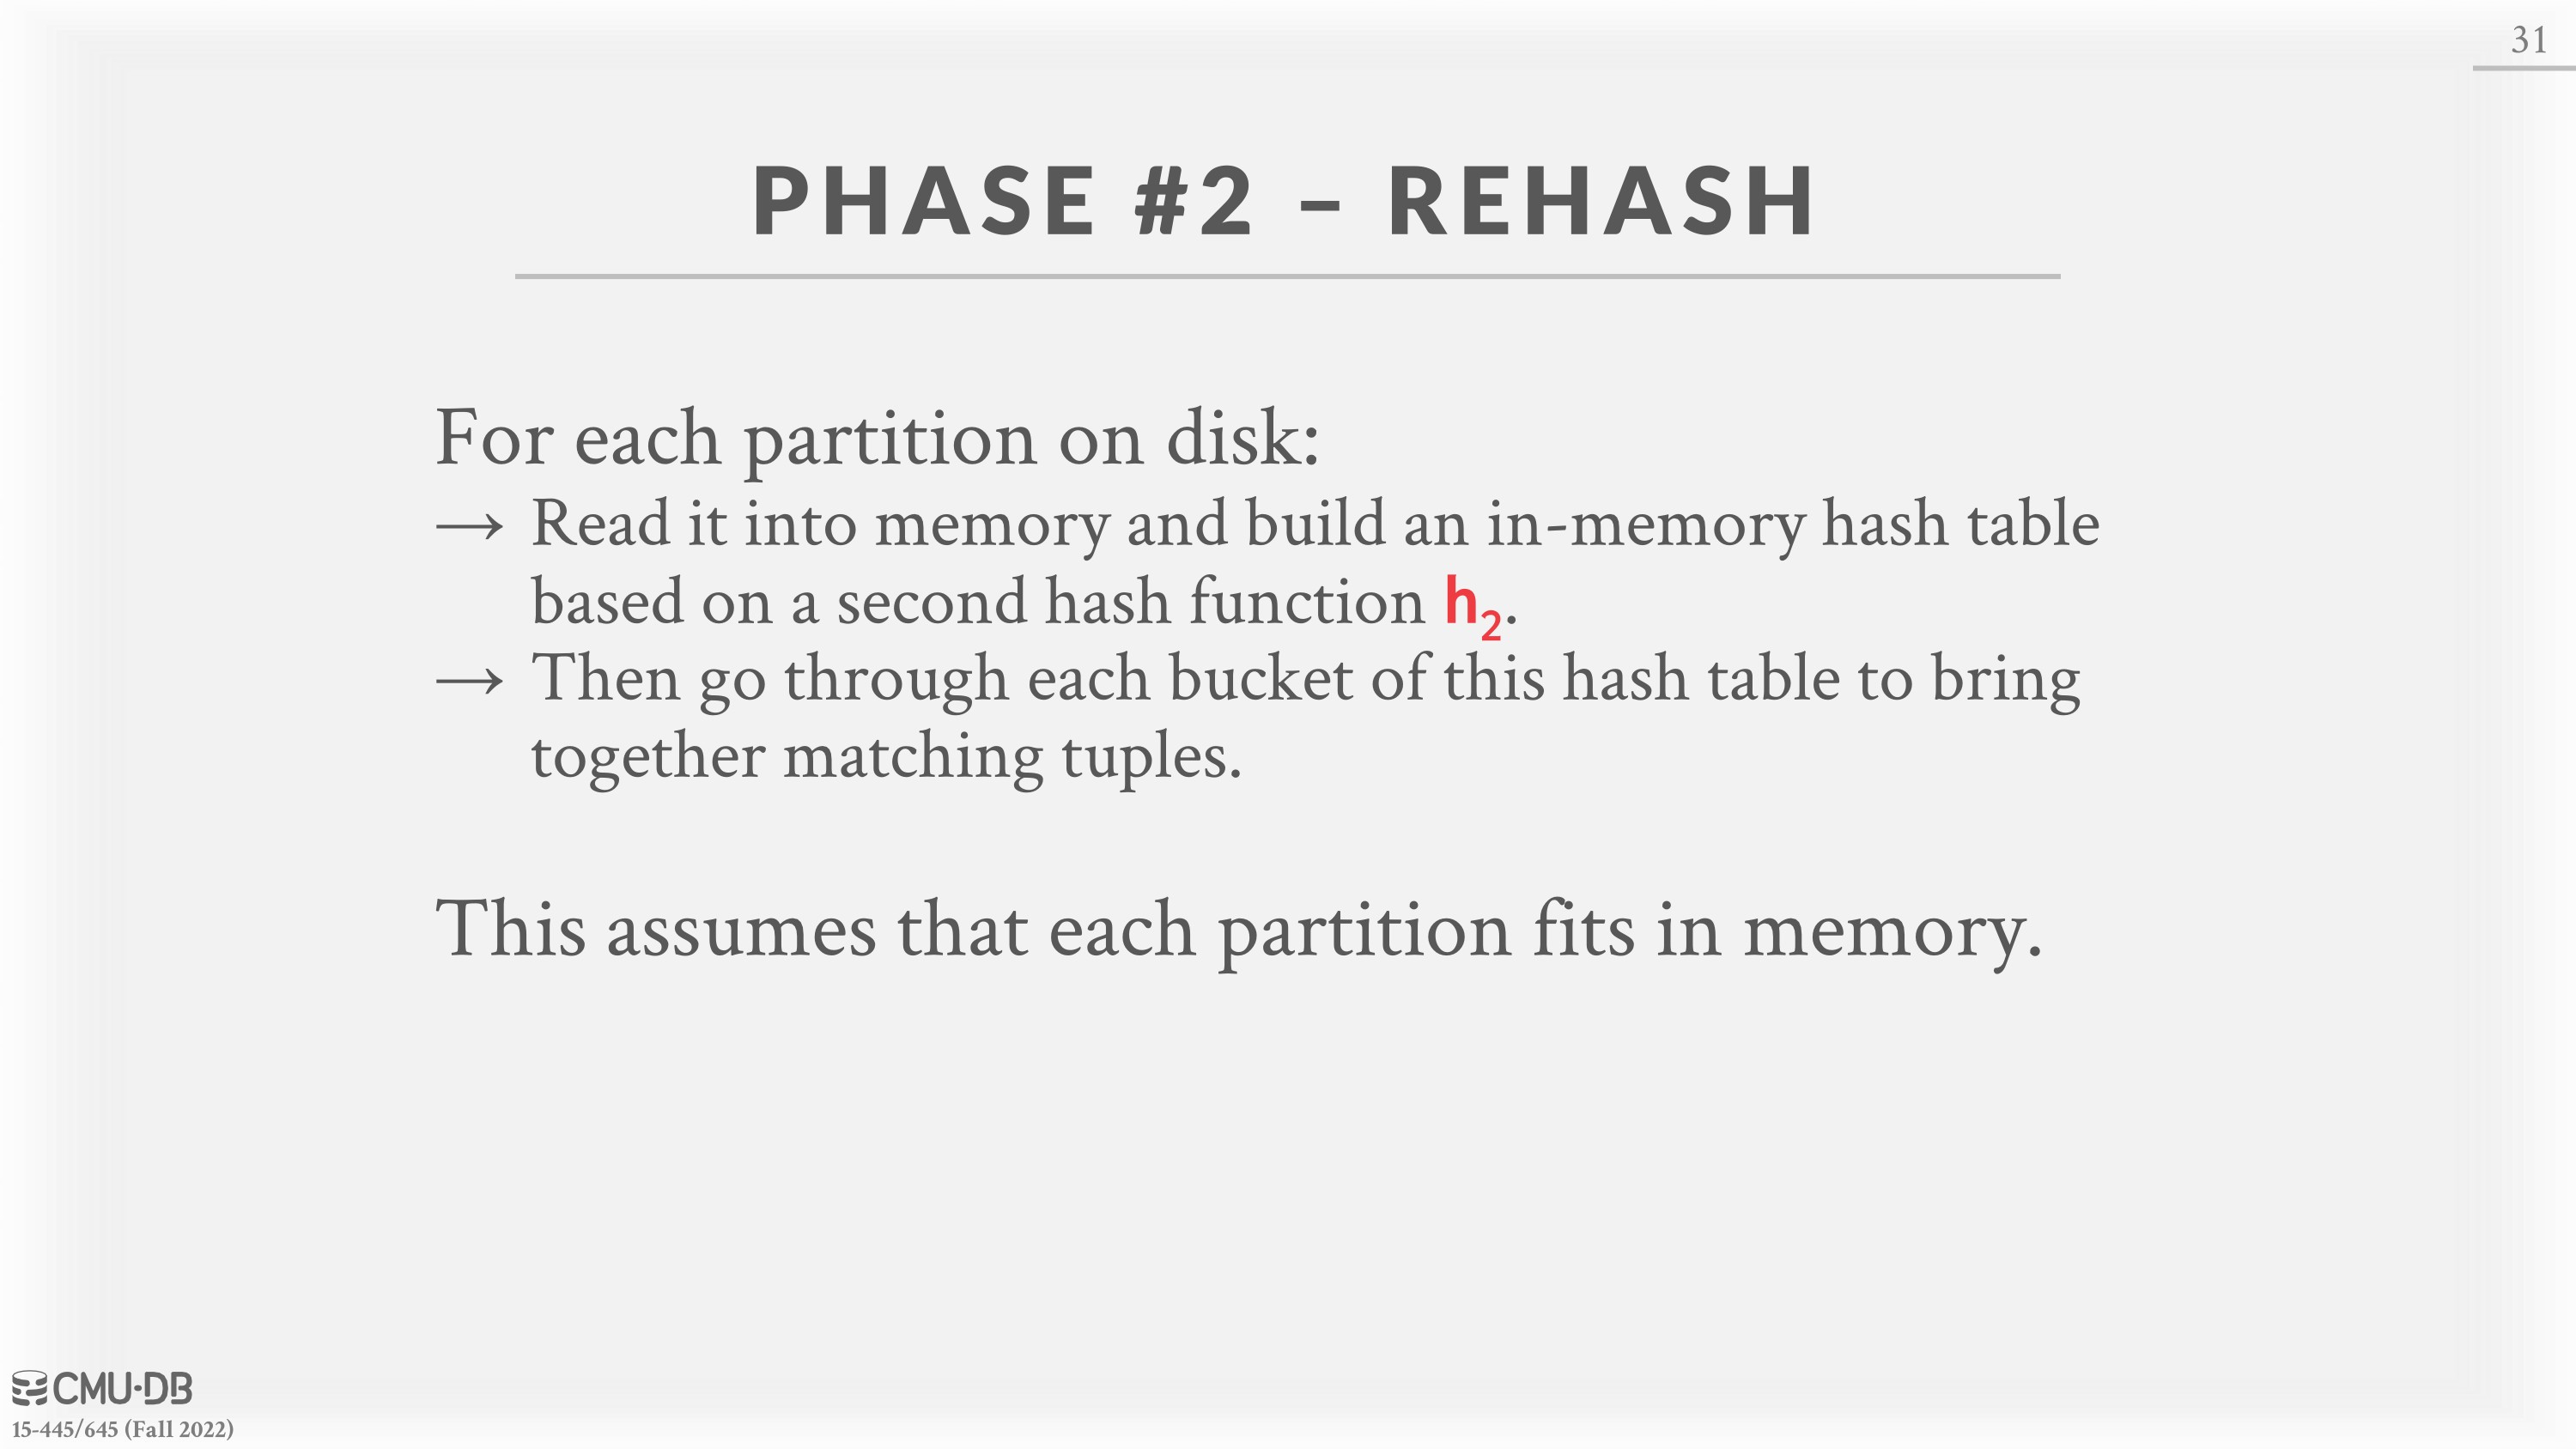 31
PHASE #2 – REHASH
For each partition on disk:
→ Read it into memory and build an in-memory hash table
based on a second hash function h₂.
→ Then go through each bucket of this hash table to bring
together matching tuples.
This assumes that each partition fits in memory.
CMU·DB
15-445/645 (Fall 2022)